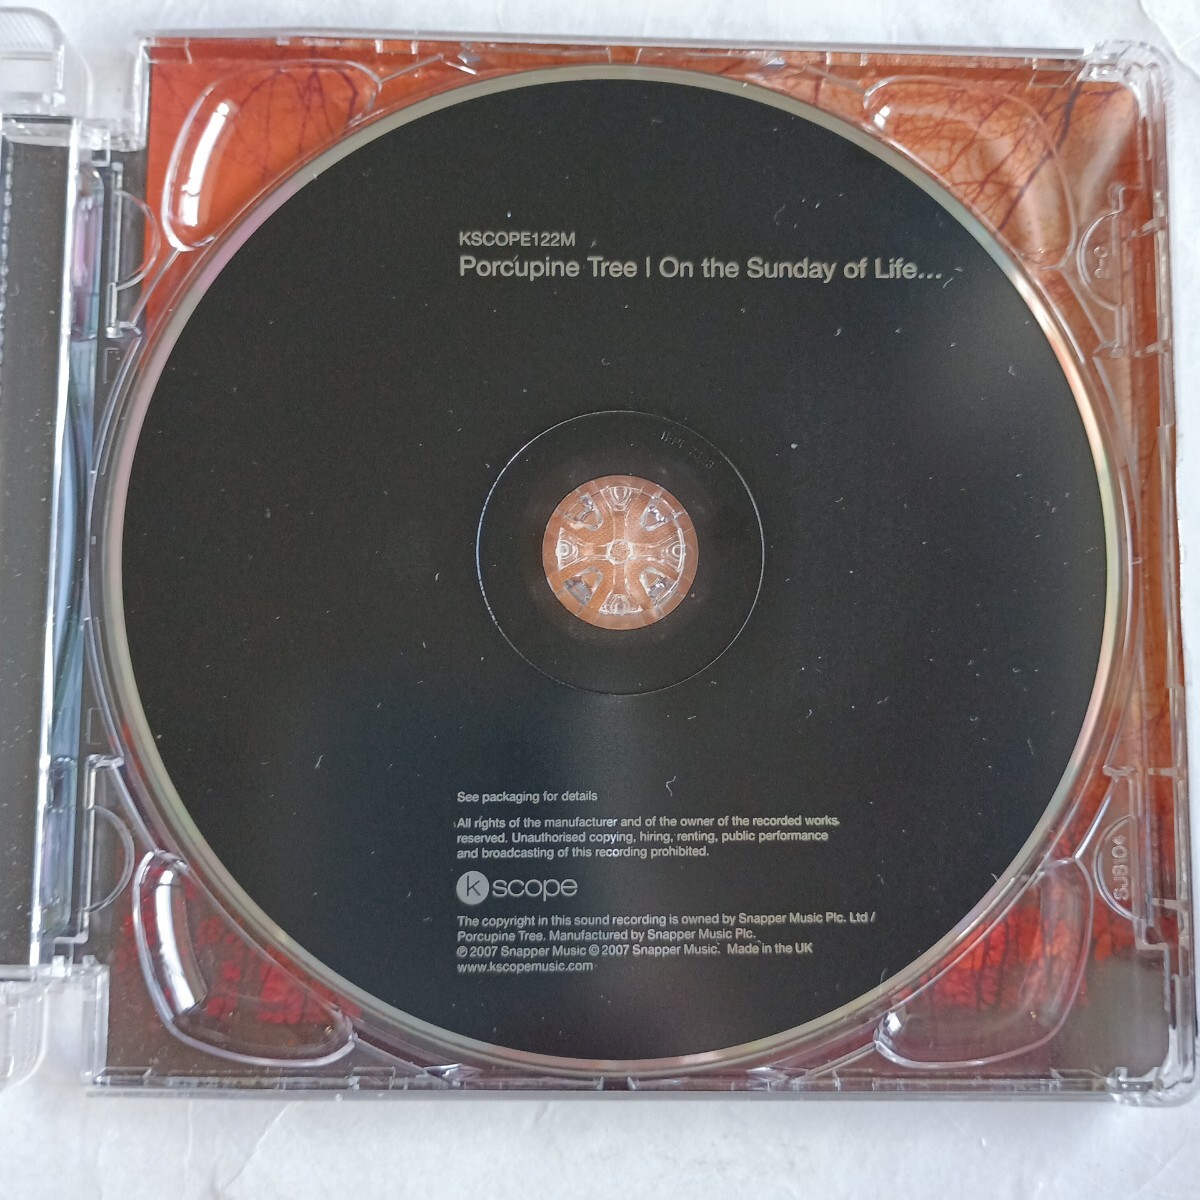 KSCOPE122M
Porcupine Tree | On the Sunday of Life...
See packaging for details
All rights of the manufacturer and of the owner of the recorded works
reserved. Unauthorised copying, hiring, renting, public performance
and broadcasting of this recording prohibited.
k scope
The copyright in this sound recording is owned by Snapper Music Plc. Ltd /
Porcupine Tree. Manufactured by Snapper Music Plc.
℗ 2007 Snapper Music © 2007 Snapper Music. Made in the UK
www.kscopemusic.com